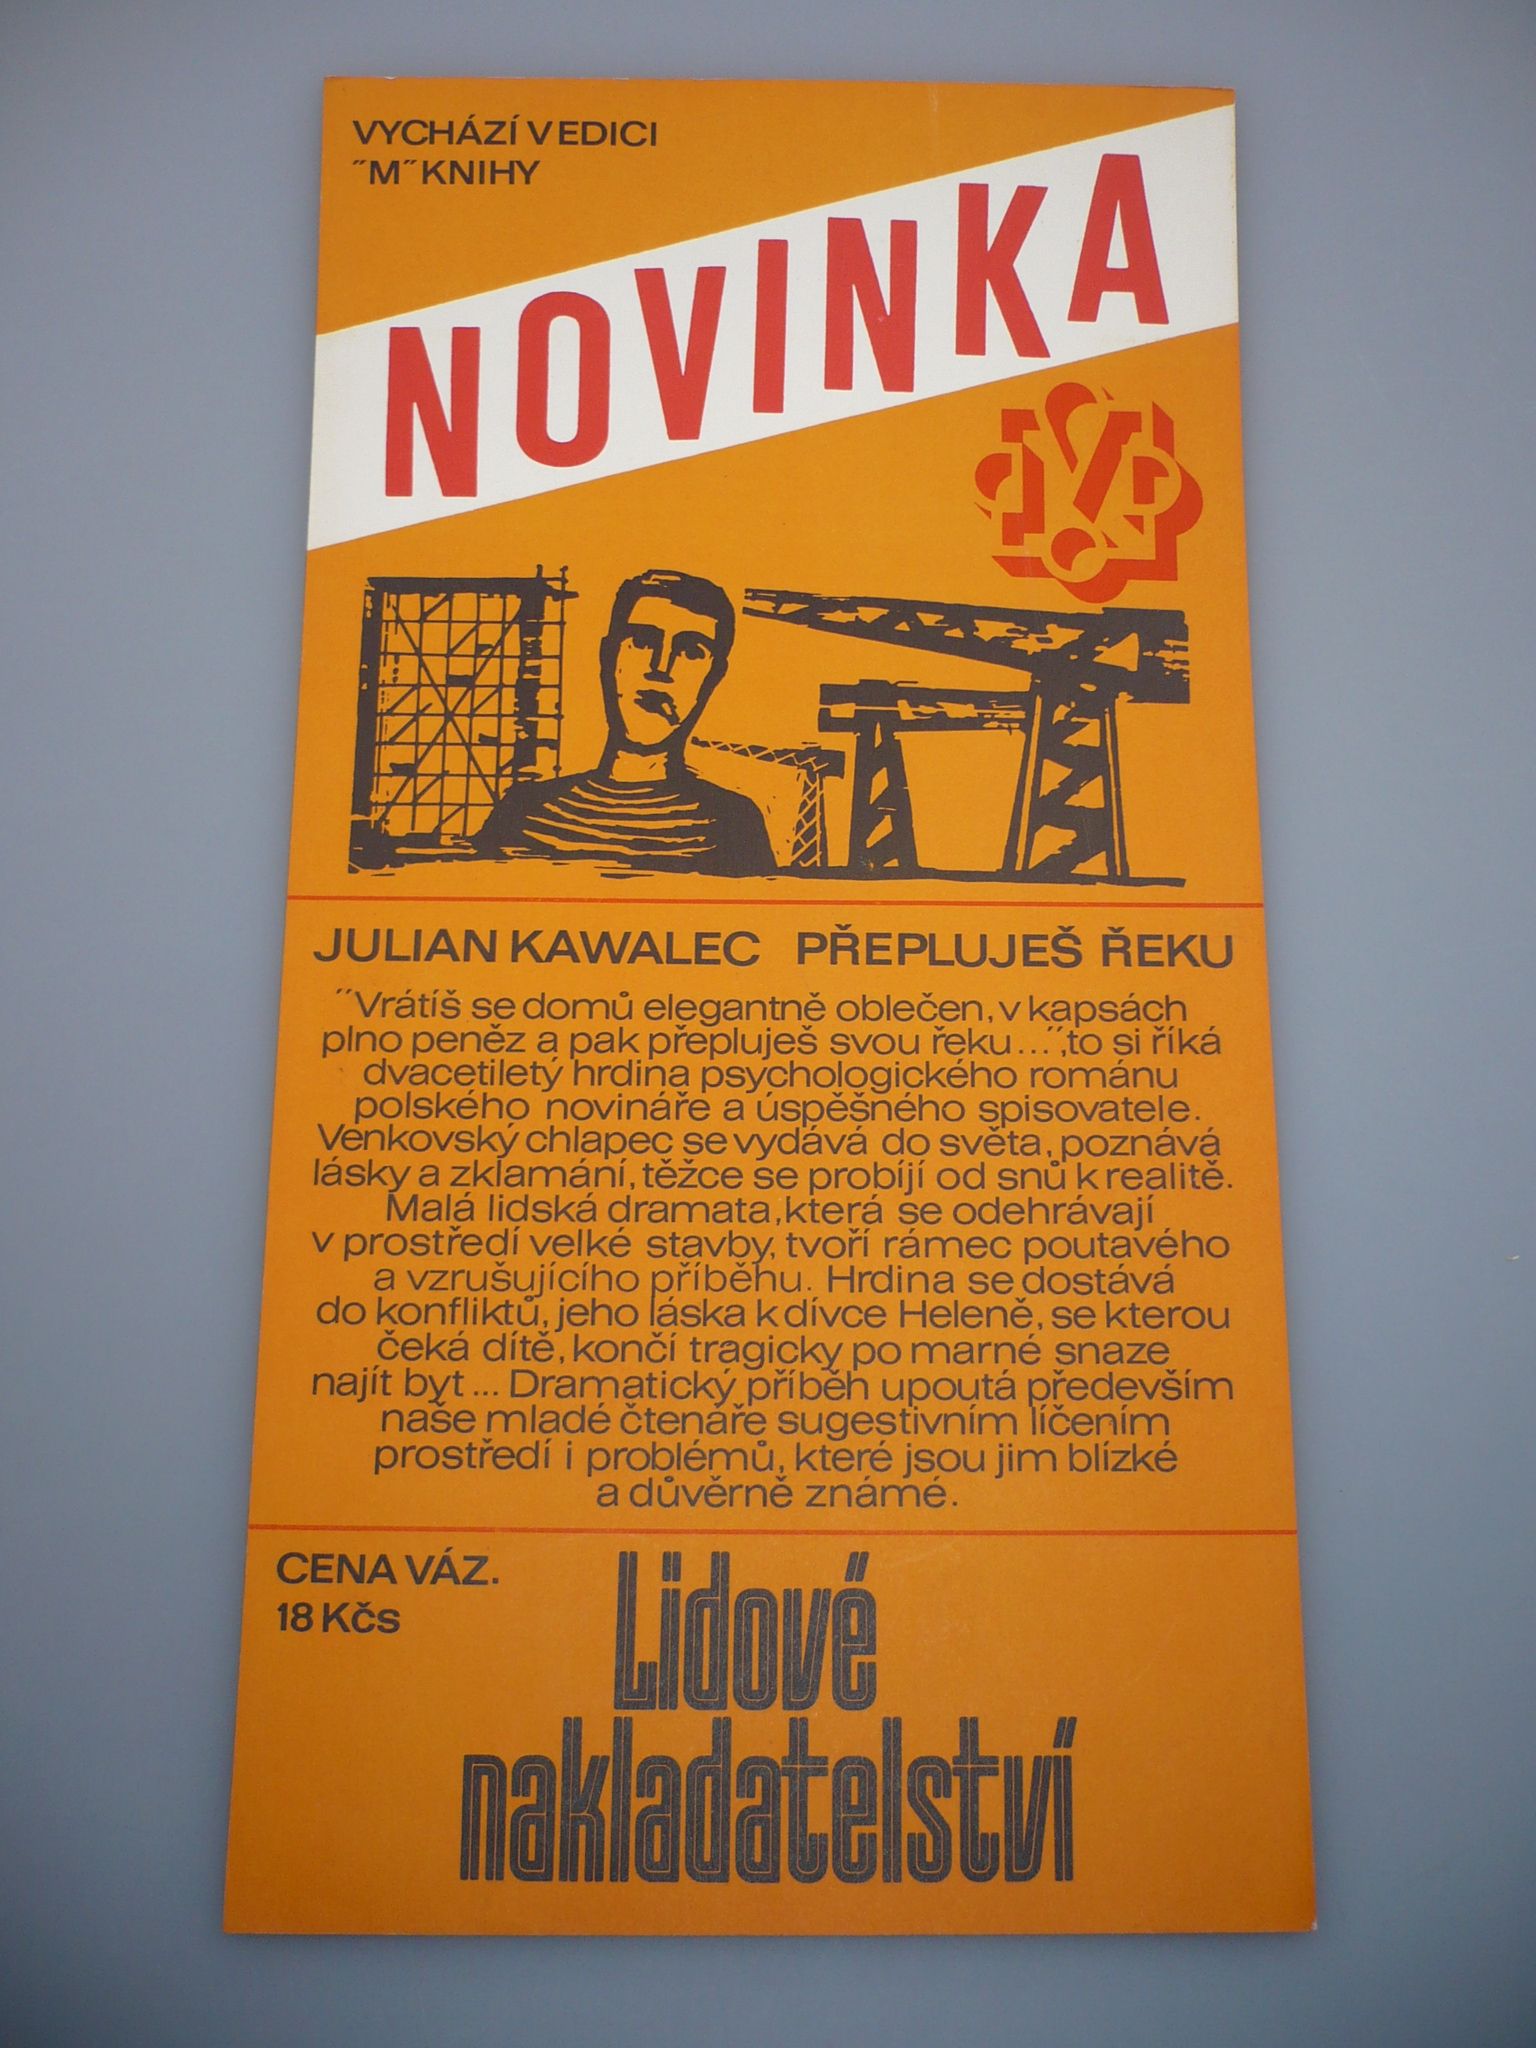 VYCHÁZÍ V EDICI
˝M˝ KNIHY
NOVINKA
JULIAN KAWALEC PŘEPLUJEŠ ŘEKU
˝Vrátíš se domů elegantně oblečen, v kapsách
plno peněz a pak přepluješ svou řeku...˝, to si říká
dvacetiletý hrdina psychologického románu
polského novináře a úspěšného spisovatele.
Venkovský chlapec se vydává do světa, poznává
lásky a zklamání, těžce se probíjí od snů k realitě.
Malá lidská dramata, která se odehrávají
v prostředí velké stavby, tvoří rámec poutavého
a vzrušujícího příběhu. Hrdina se dostává
do konfliktů, jeho láska k dívce Heleně, se kterou
čeká dítě, končí tragicky po marné snaze
najít byt... Dramatický příběh upoutá především
naše mladé čtenáře sugestivním líčením
prostředí i problémů, které jsou jim blízké
a důvěrně známé.
CENA VÁZ.
18 Kčs
Lidové
nakladatelství